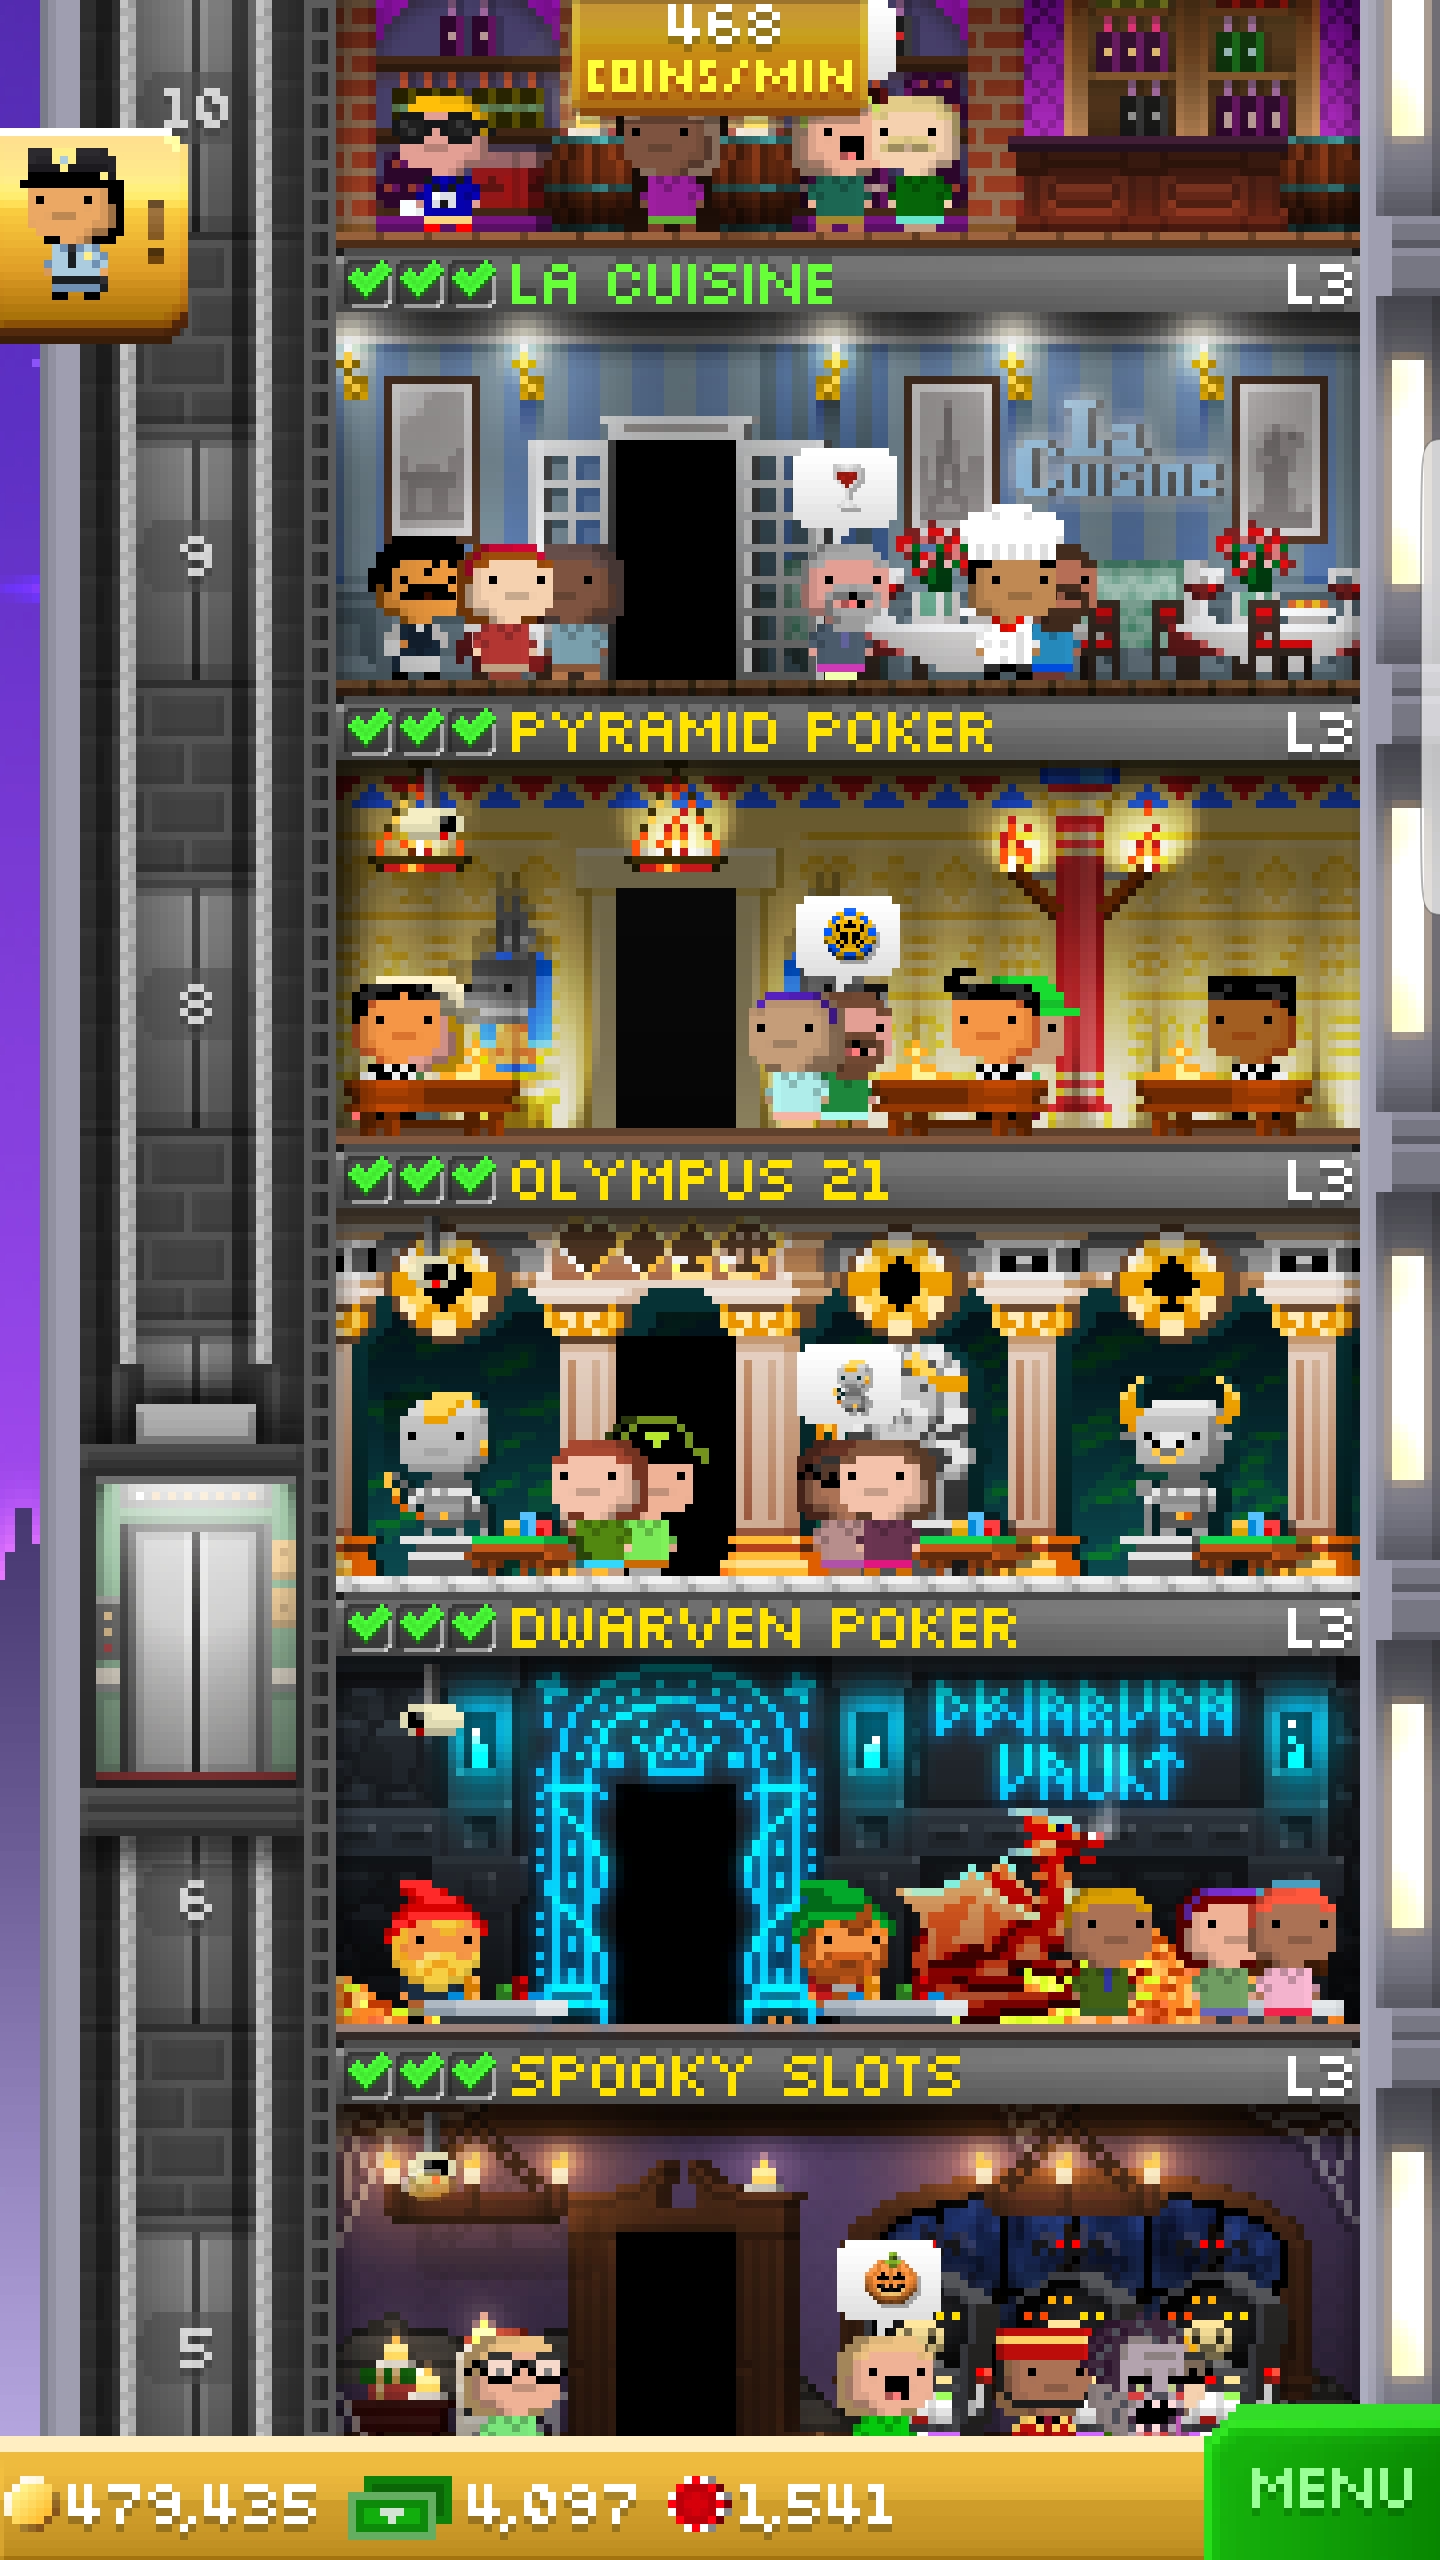 468
COINS/MIN
10
!
LA CUISINE L3
La
Cuisine
9
PYRAMID POKER L3
8
OLYMPUS 21 L3
DWARVEN POKER L3
DWARVEN
VAULT
6
SPOOKY SLOTS L3
5
479,435 4,097 1,541
MENU